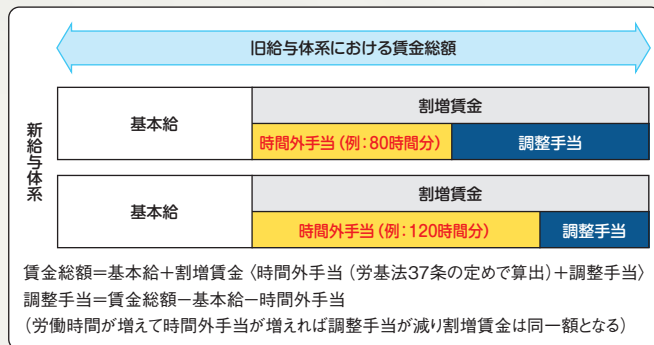 旧給与体系における賃金総額
新給与体系
基本給
割増賃金
時間外手当（例：80時間分）
調整手当
基本給
割増賃金
時間外手当（例：120時間分）
調整手当
賃金総額＝基本給＋割増賃金〈時間外手当（労基法37条の定めで算出）＋調整手当〉
調整手当＝賃金総額−基本給−時間外手当
（労働時間が増えて時間外手当が増えれば調整手当が減り割増賃金は同一額となる）